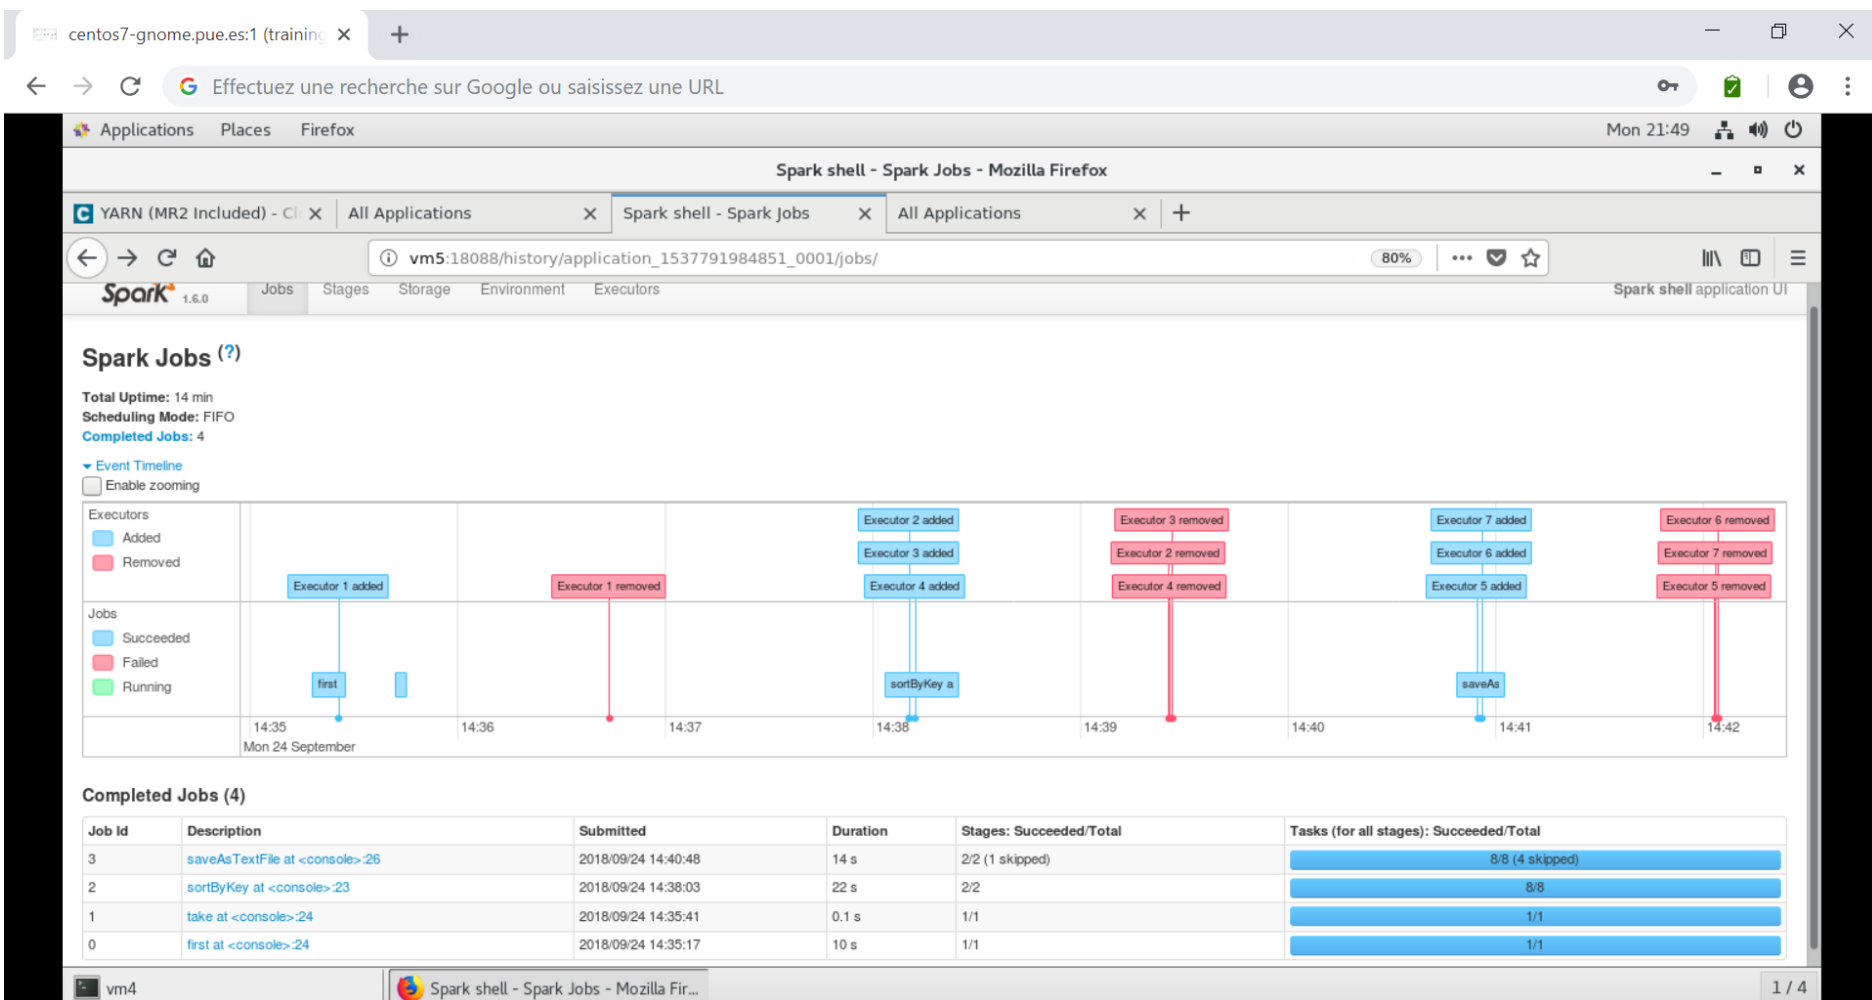 centos7-gnome.pue.es:1 (training
Effectuez une recherche sur Google ou saisissez une URL
Applications Places Firefox Mon 21:49
Spark shell - Spark Jobs - Mozilla Firefox
YARN (MR2 Included) - Cl All Applications Spark shell - Spark Jobs All Applications
vm5:18088/history/application_1537791984851_0001/jobs/ 80%
Spark 1.6.0 Jobs Stages Storage Environment Executors Spark shell application UI
Spark Jobs (?)
Total Uptime: 14 min
Scheduling Mode: FIFO
Completed Jobs: 4
Event Timeline
Enable zooming
Executors
Added
Removed
Executor 2 added Executor 3 removed Executor 7 added Executor 6 removed
Executor 3 added Executor 2 removed Executor 6 added Executor 7 removed
Executor 1 added Executor 1 removed Executor 4 added Executor 4 removed Executor 5 added Executor 5 removed
Jobs
Succeeded
Failed
Running
first sortByKey a saveAs
14:35 14:36 14:37 14:38 14:39 14:40 14:41 14:42
Mon 24 September
Completed Jobs (4)
Job Id Description Submitted Duration Stages: Succeeded/Total Tasks (for all stages): Succeeded/Total
3 saveAsTextFile at <console>:26 2018/09/24 14:40:48 14 s 2/2 (1 skipped) 8/8 (4 skipped)
2 sortByKey at <console>:23 2018/09/24 14:38:03 22 s 2/2 8/8
1 take at <console>:24 2018/09/24 14:35:41 0.1 s 1/1 1/1
0 first at <console>:24 2018/09/24 14:35:17 10 s 1/1 1/1
vm4 Spark shell - Spark Jobs - Mozilla Fir... 1 / 4